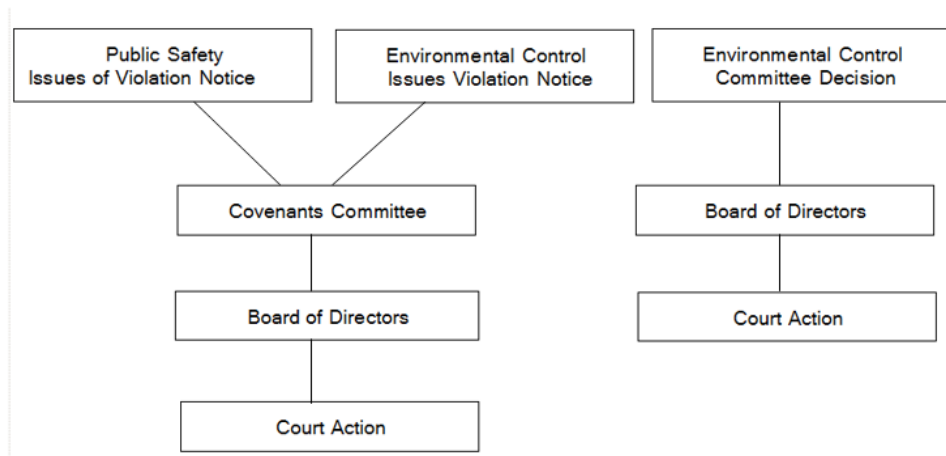 Public Safety
Issues of Violation Notice
Environmental Control
Issues Violation Notice
Environmental Control
Committee Decision
Covenants Committee
Board of Directors
Board of Directors
Court Action
Court Action